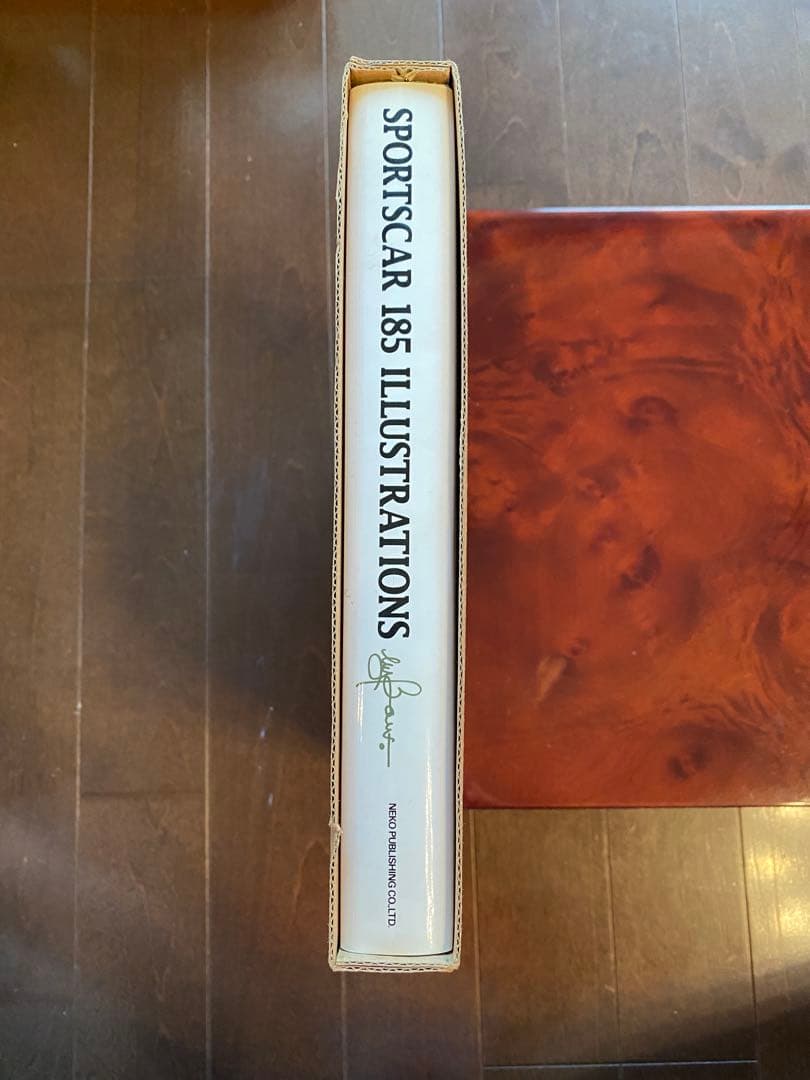 SPORTSCAR 185 ILLUSTRATIONS
NEKO PUBLISHING CO.,LTD.